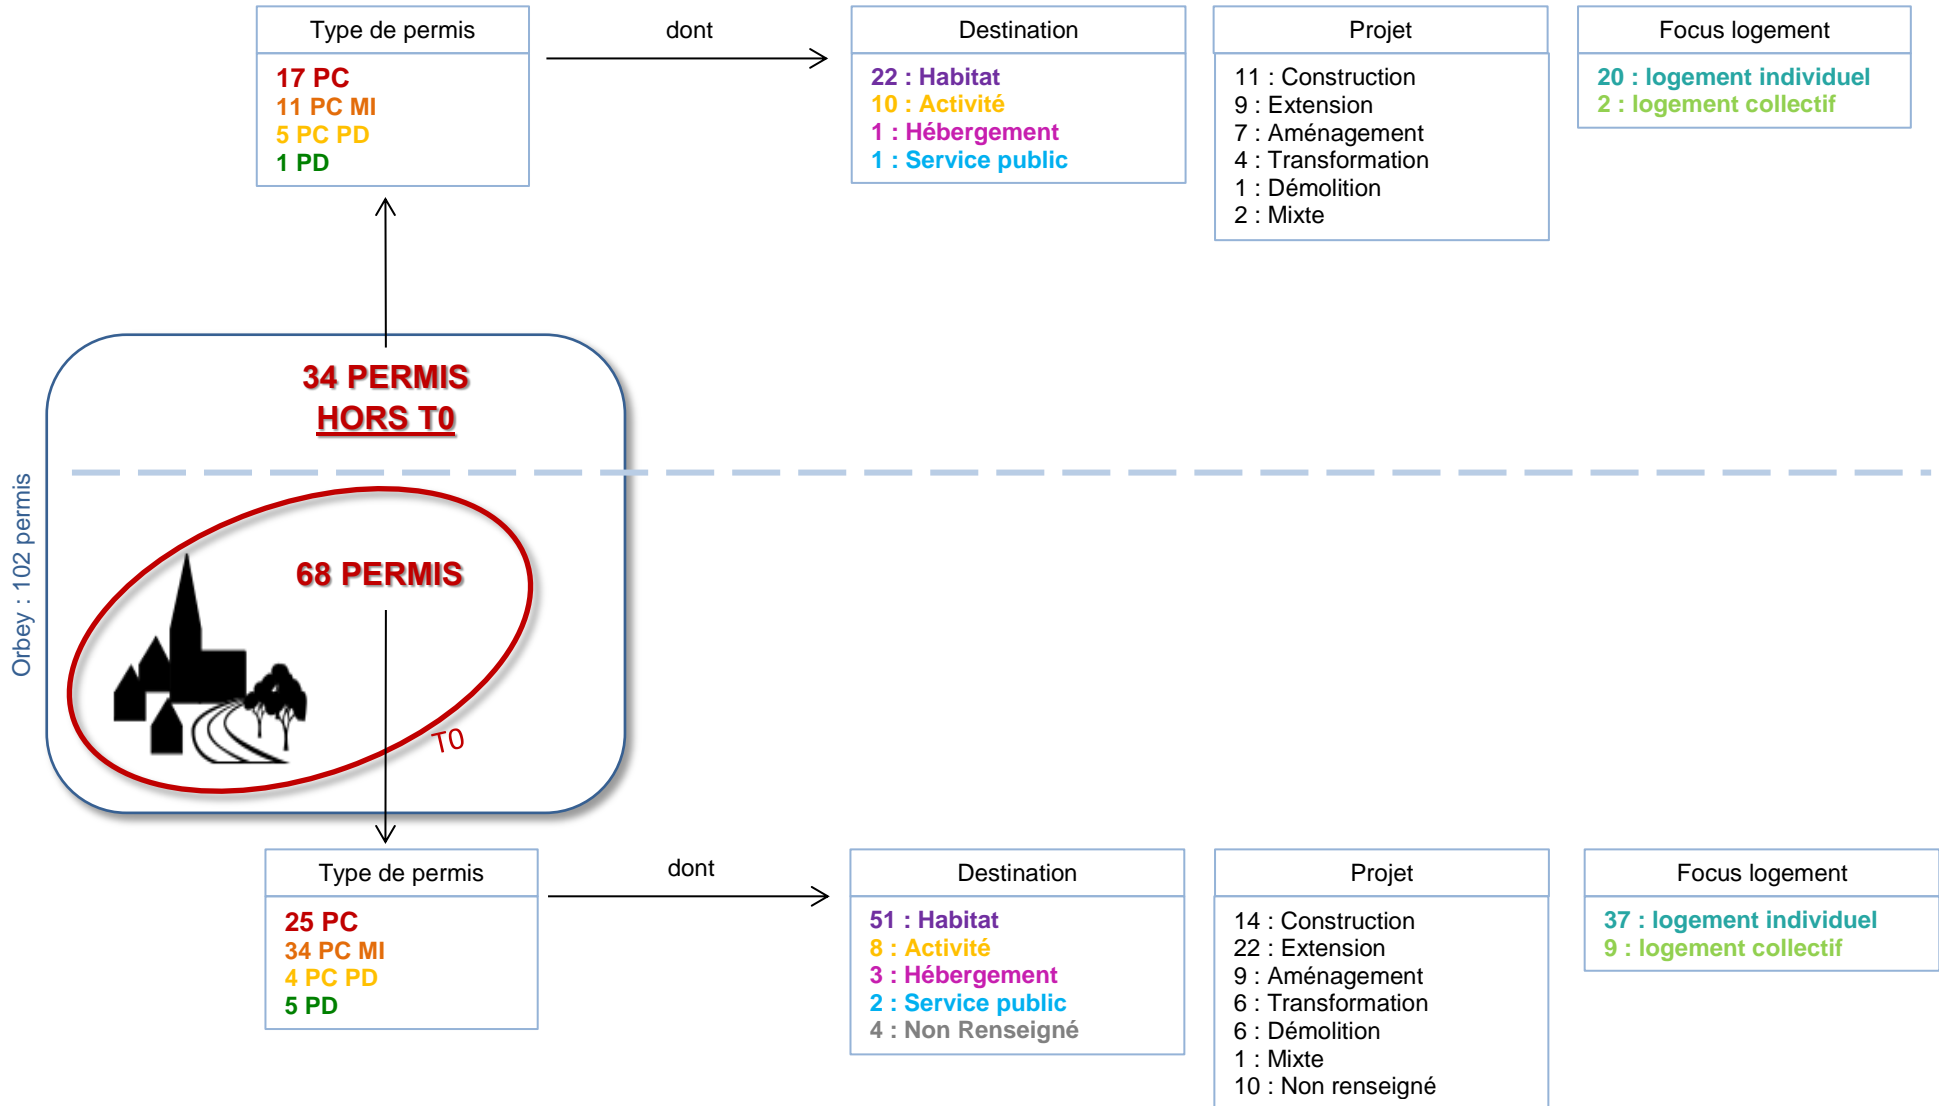 Type de permis
17 PC
11 PC MI
5 PC PD
1 PD
dont
Destination
22 : Habitat
10 : Activité
1 : Hébergement
1 : Service public
Projet
11 : Construction
9 : Extension
7 : Aménagement
4 : Transformation
1 : Démolition
2 : Mixte
Focus logement
20 : logement individuel
2 : logement collectif
34 PERMIS
HORS T0
Orbey : 102 permis
68 PERMIS
T0
Type de permis
25 PC
34 PC MI
4 PC PD
5 PD
dont
Destination
51 : Habitat
8 : Activité
3 : Hébergement
2 : Service public
4 : Non Renseigné
Projet
14 : Construction
22 : Extension
9 : Aménagement
6 : Transformation
6 : Démolition
1 : Mixte
10 : Non renseigné
Focus logement
37 : logement individuel
9 : logement collectif